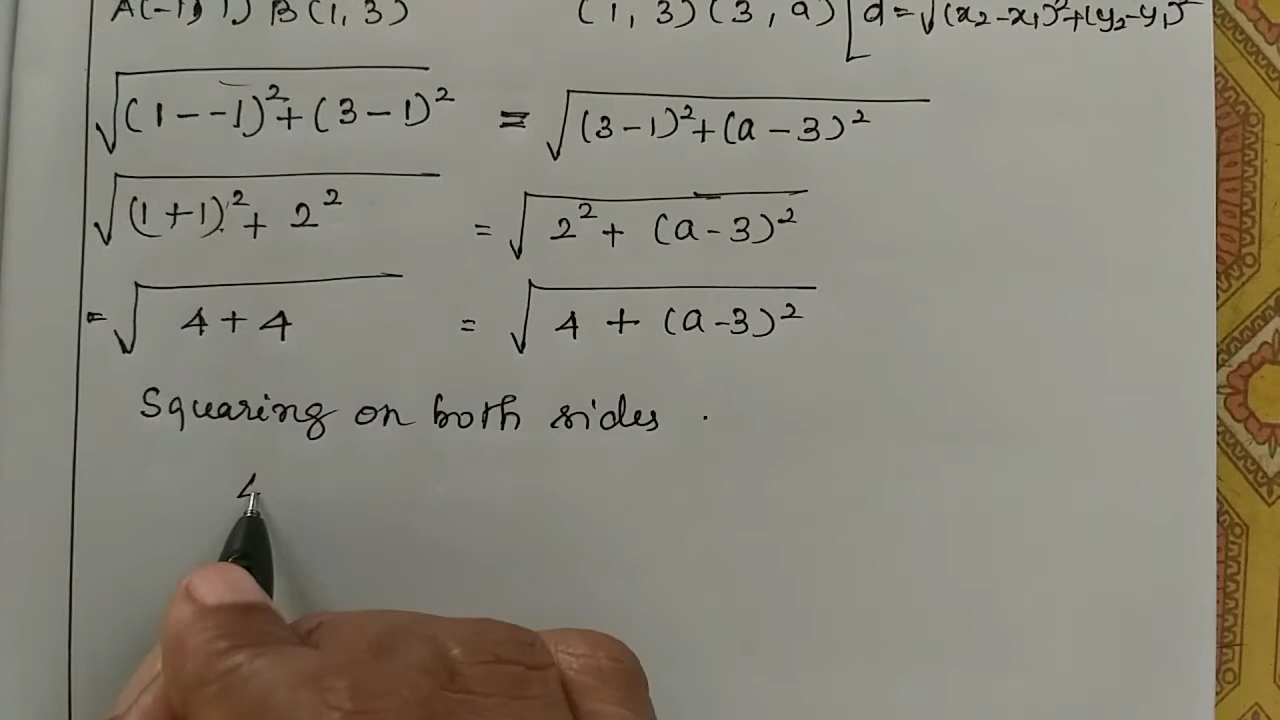 A(-1, 1) B(1, 3) (1, 3) (3, a) d = √(x₂-x₁)²+(y₂-y₁)²
√(1--1)²+(3-1)² = √(3-1)²+(a-3)²
√(1+1)²+2² = √2²+(a-3)²
= √4+4 = √4+(a-3)²
Squaring on both sides.
4